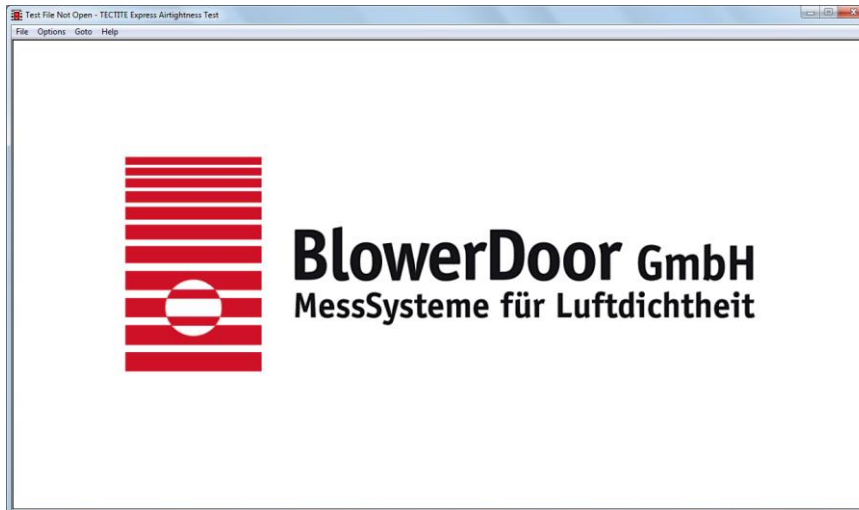 Test File Not Open - TECTITE Express Airtightness Test
File Options Goto Help
BlowerDoor GmbH
MessSysteme für Luftdichtheit